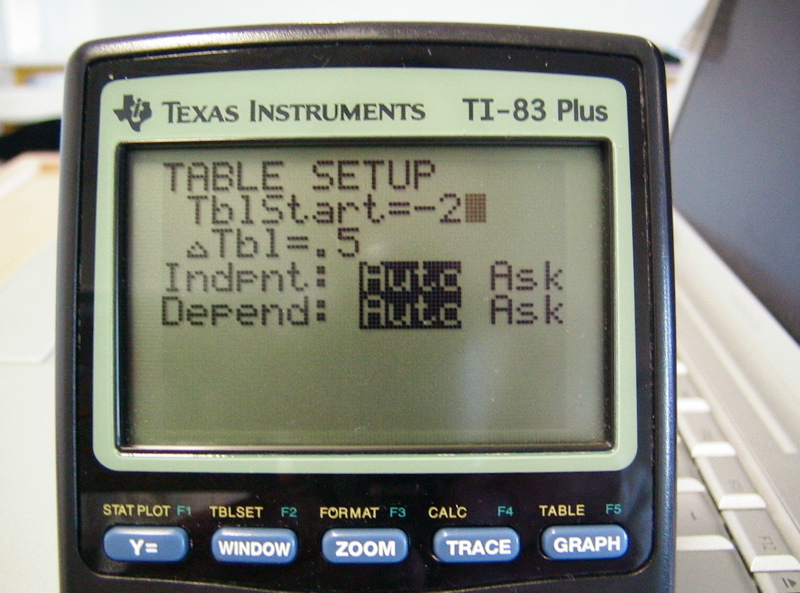 TEXAS INSTRUMENTS TI-83 Plus
TABLE SETUP
TblStart=-2
△Tbl=.5
Indpnt: Auto Ask
Depend: Auto Ask
STAT PLOT F1 TBLSET F2 FORMAT F3 CALC F4 TABLE F5
Y= WINDOW ZOOM TRACE GRAPH